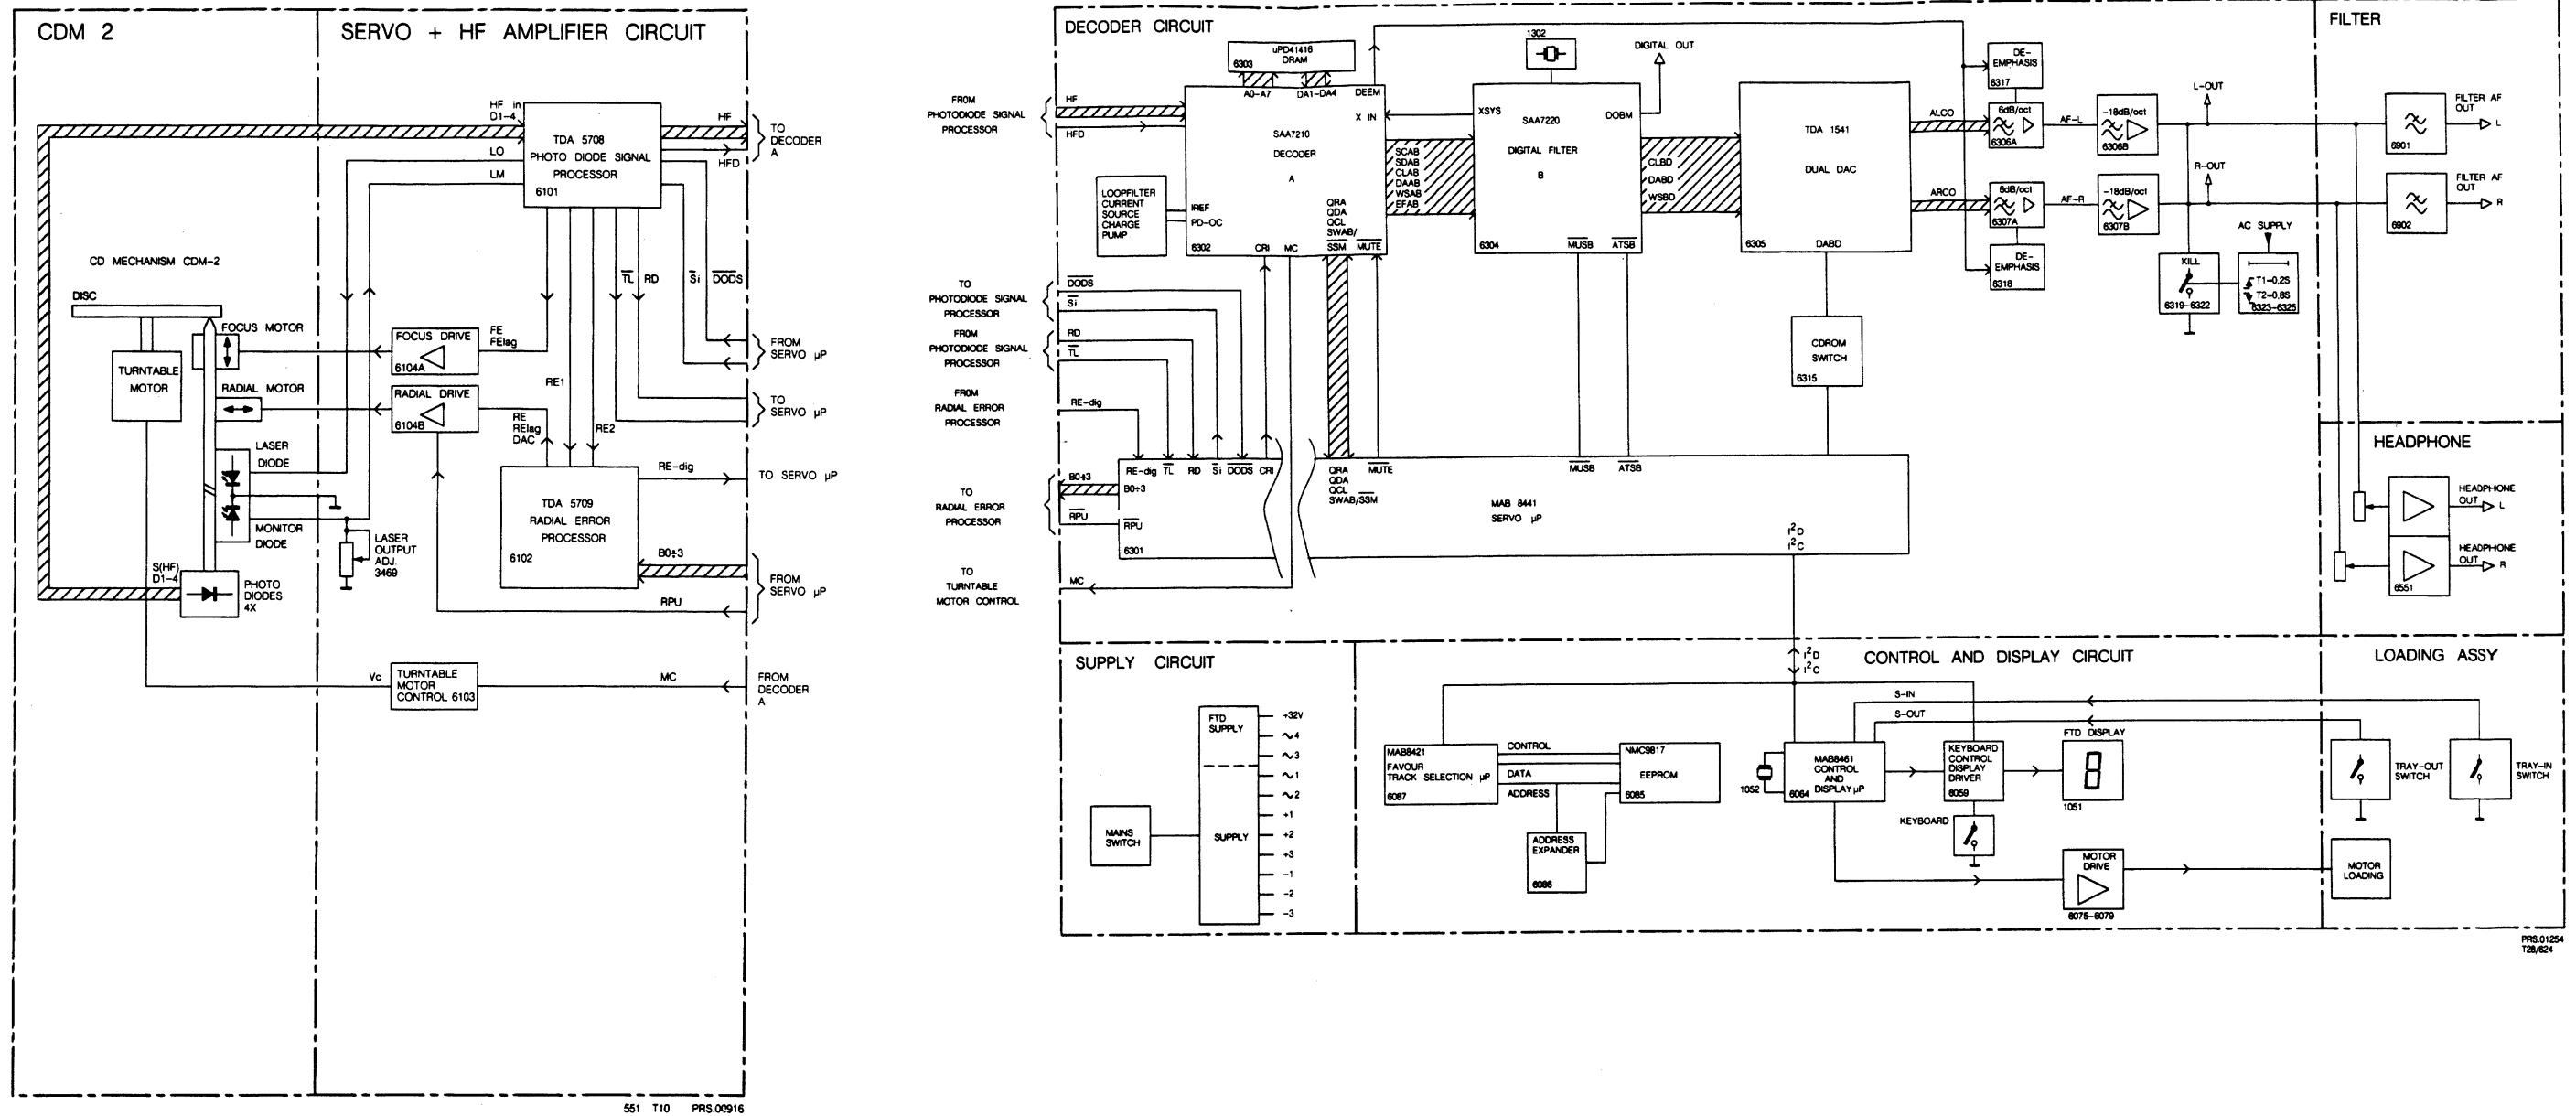 CDM 2
SERVO + HF AMPLIFIER CIRCUIT
HF in
D1-4
TDA 5708
PHOTO DIODE SIGNAL
PROCESSOR
6101
LO
LM
HF
HFD
TO
DECODER
A
CD MECHANISM CDM-2
DISC
FOCUS MOTOR
TURNTABLE
MOTOR
RADIAL MOTOR
FOCUS DRIVE
6104A
FE
FElag
RADIAL DRIVE
6104B
RE
RElag
DAC
RE1
RE2
TL
RD
Si
DODS
FROM
SERVO µP
TO
SERVO µP
LASER
DIODE
MONITOR
DIODE
LASER
OUTPUT
ADJ.
3469
S(HF)
D1-4
PHOTO
DIODES
4X
TDA 5709
RADIAL ERROR
PROCESSOR
6102
RE-dig
TO SERVO µP
B0÷3
RPU
FROM
SERVO µP
Vc
TURNTABLE
MOTOR
CONTROL 6103
MC
FROM
DECODER
A
551 T10 PRS.00916
DECODER CIRCUIT
FROM
PHOTODIODE SIGNAL
PROCESSOR
HF
HFD
uPD41416
DRAM
6303
A0-A7
DA1-DA4
DEEM
X IN
SAA7210
DECODER
A
LOOPFILTER
CURRENT
SOURCE
CHARGE
PUMP
IREF
PD-OC
6302
CRI
MC
QRA
QDA
QCL
SWAB/
SSM
MUTE
SCAB
SDAB
CLAB
DAAB
WSAB
EFAB
1302
DIGITAL OUT
XSYS
SAA7220
DOBM
DIGITAL FILTER
B
6304
MUSB
ATSB
CLBD
DABD
WSBD
TDA 1541
DUAL DAC
6305
DABD
CDROM
SWITCH
6315
ALCO
ARCO
DE-
EMPHASIS
6317
6dB/oct
6306A
AF-L
-18dB/oct
6306B
L-OUT
R-OUT
6dB/oct
6307A
AF-R
-18dB/oct
6307B
DE-
EMPHASIS
6318
KILL
6319-6322
AC SUPPLY
T1=0,2S
T2=0,8S
6323-6325
FILTER
6901
FILTER AF
OUT
L
6902
FILTER AF
OUT
R
HEADPHONE
HEADPHONE
OUT
L
HEADPHONE
OUT
R
6551
TO
PHOTODIODE SIGNAL
PROCESSOR
DODS
Si
FROM
PHOTODIODE SIGNAL
PROCESSOR
RD
TL
FROM
RADIAL ERROR
PROCESSOR
RE-dig
TO
RADIAL ERROR
PROCESSOR
B0÷3
RPU
TO
TURNTABLE
MOTOR CONTROL
MC
RE-dig
TL
RD
Si
DODS
CRI
B0÷3
RPU
6301
QRA
QDA
QCL
SWAB/SSM
MUTE
MUSB
ATSB
MAB 8441
SERVO µP
I²D
I²C
SUPPLY CIRCUIT
MAINS
SWITCH
FTD
SUPPLY
SUPPLY
+32V
~4
~3
~1
~2
+1
+2
+3
-1
-2
-3
I²D
I²C
CONTROL AND DISPLAY CIRCUIT
MAB8421
FAVOUR
TRACK SELECTION µP
6087
CONTROL
DATA
ADDRESS
NMC9817
EEPROM
6085
ADDRESS
EXPANDER
6086
S-IN
S-OUT
1052
MAB8461
CONTROL
AND
DISPLAY µP
6064
KEYBOARD
CONTROL
DISPLAY
DRIVER
6059
FTD DISPLAY
8
1051
KEYBOARD
MOTOR
DRIVE
6075-6079
LOADING ASSY
TRAY-OUT
SWITCH
TRAY-IN
SWITCH
MOTOR
LOADING
PRS.01254
T28/624